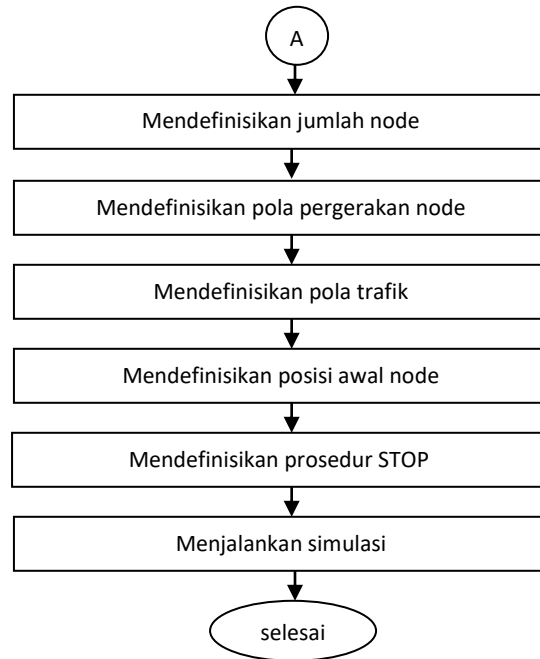 A
Mendefinisikan jumlah node
Mendefinisikan pola pergerakan node
Mendefinisikan pola trafik
Mendefinisikan posisi awal node
Mendefinisikan prosedur STOP
Menjalankan simulasi
selesai